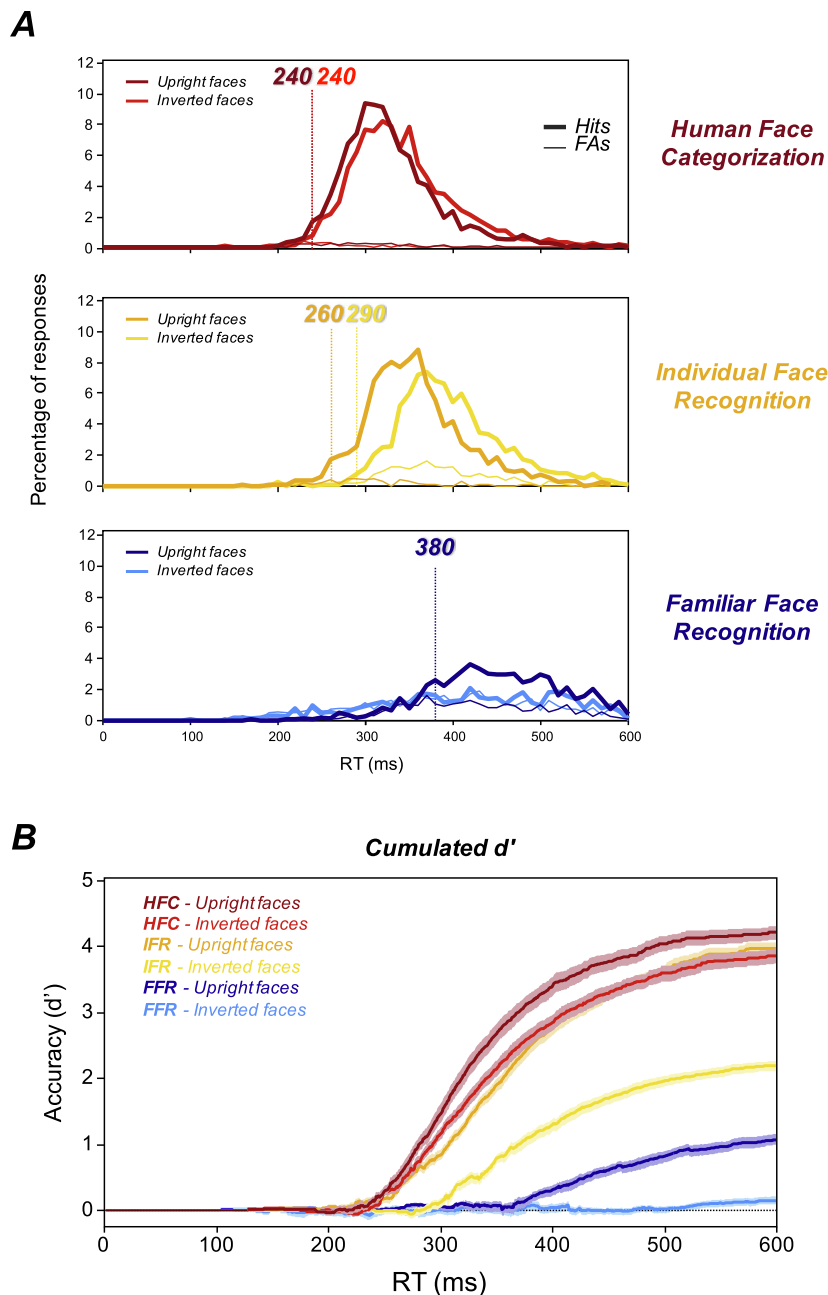 A
12
10
8
6
4
2
0
Upright faces
Inverted faces
240 240
Hits
FAs
Human Face
Categorization
Percentage of responses
12
10
8
6
4
2
0
Upright faces
Inverted faces
260 290
Individual Face
Recognition
12
10
8
6
4
2
0
Upright faces
Inverted faces
380
Familiar Face
Recognition
0 100 200 300 400 500 600
RT (ms)
B
Cumulated d'
5
4
3
2
1
0
Accuracy (d')
HFC - Upright faces
HFC - Inverted faces
IFR - Upright faces
IFR - Inverted faces
FFR - Upright faces
FFR - Inverted faces
0 100 200 300 400 500 600
RT (ms)